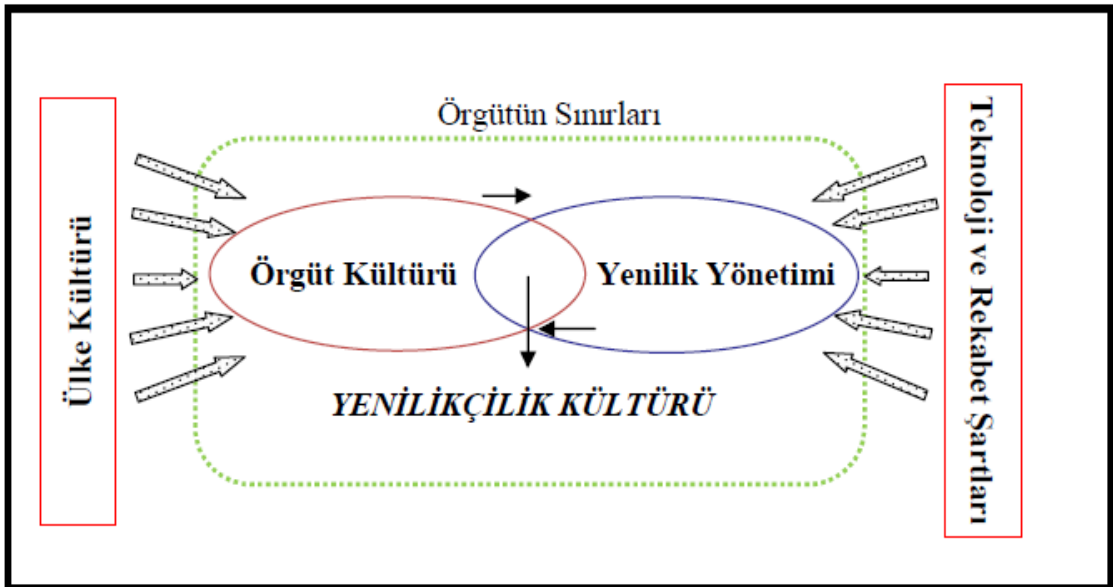 Örgütün Sınırları
Ülke Kültürü
Örgüt Kültürü
Yenilik Yönetimi
YENİLİKÇİLİK KÜLTÜRÜ
Teknoloji ve Rekabet Şartları